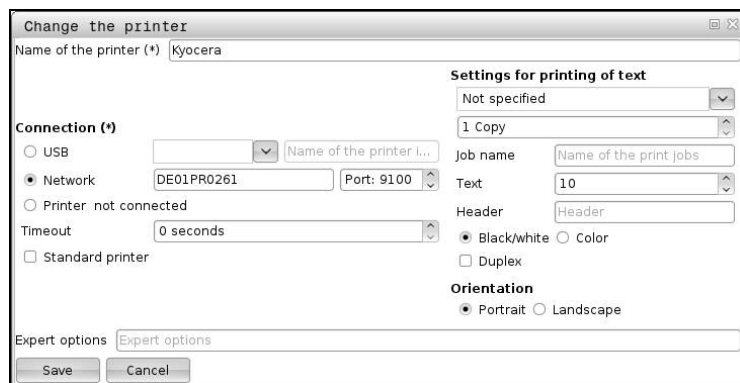 Change the printer
Name of the printer (*) Kyocera
Settings for printing of text
Not specified
Connection (*)
1 Copy
USB Name of the printer i...
Job name Name of the print jobs
Network DE01PR0261 Port: 9100
Text 10
Printer not connected
Header Header
Timeout 0 seconds
Black/white Color
Standard printer
Duplex
Orientation
Portrait Landscape
Expert options Expert options
Save Cancel